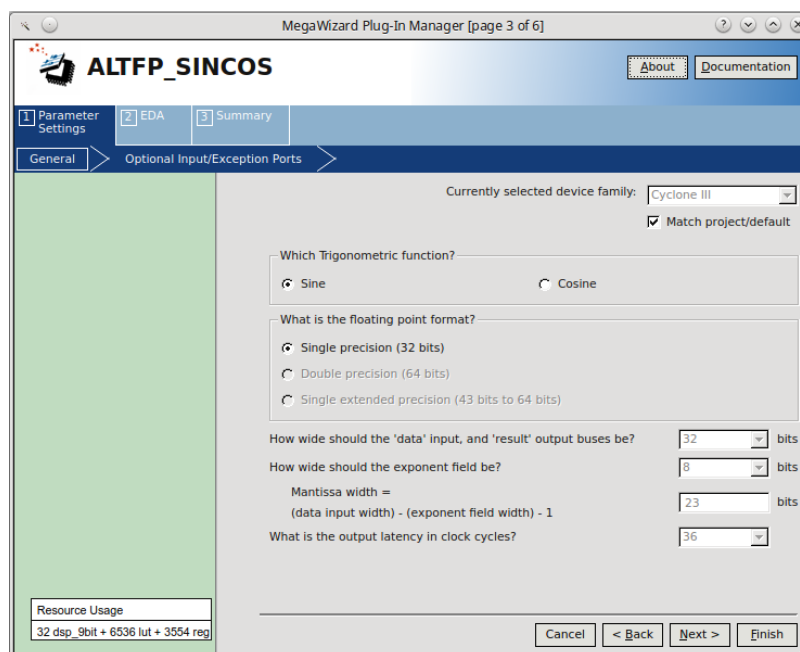 MegaWizard Plug-In Manager [page 3 of 6]
ALTFP_SINCOS
About
Documentation
1 Parameter Settings
2 EDA
3 Summary
General
Optional Input/Exception Ports
Currently selected device family:
Cyclone III
Match project/default
Which Trigonometric function?
Sine
Cosine
What is the floating point format?
Single precision (32 bits)
Double precision (64 bits)
Single extended precision (43 bits to 64 bits)
How wide should the 'data' input, and 'result' output buses be?
32
bits
How wide should the exponent field be?
8
bits
Mantissa width =
(data input width) - (exponent field width) - 1
23
bits
What is the output latency in clock cycles?
36
Resource Usage
32 dsp_9bit + 6536 lut + 3554 reg
Cancel
< Back
Next >
Finish